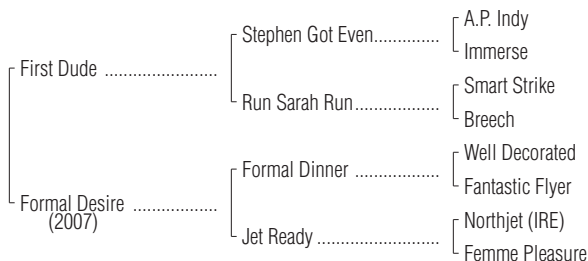 A.P. Indy
Stephen Got Even..............
Immerse
First Dude ........................
Smart Strike
Run Sarah Run ..................
Breech
Well Decorated
Formal Dinner ..................
Fantastic Flyer
Formal Desire ..................
(2007)
Northjet (IRE)
Jet Ready ..........................
Femme Pleasure